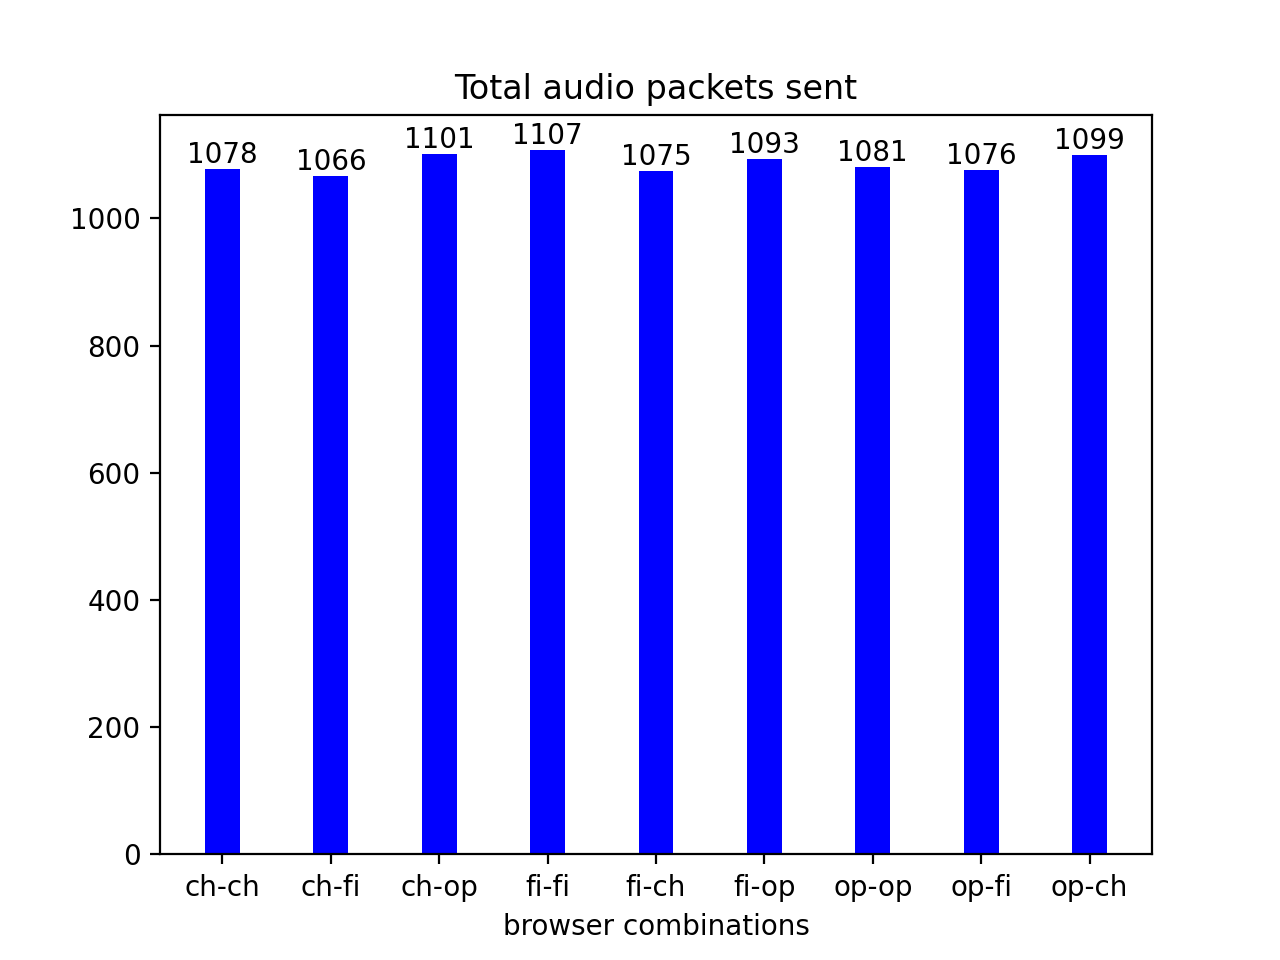 Total audio packets sent
1078 1066 1101 1107 1075 1093 1081 1076 1099
1000
800
600
400
200
0
ch-ch ch-fi ch-op fi-fi fi-ch fi-op op-op op-fi op-ch
browser combinations